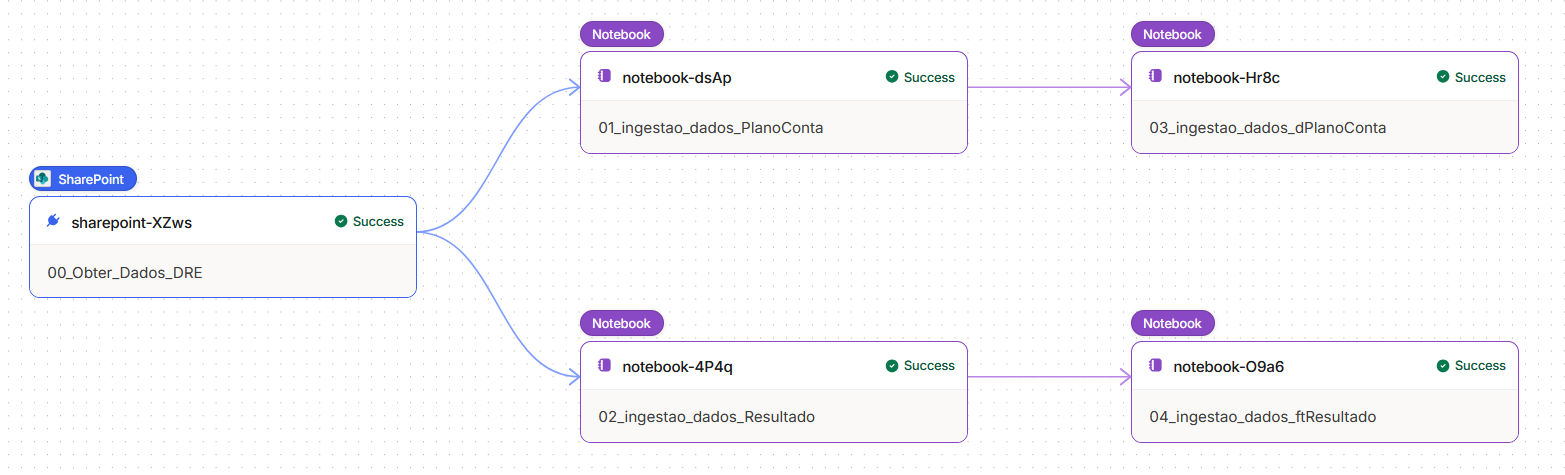 Notebook
notebook-dsAp Success
01_ingestao_dados_PlanoConta
Notebook
notebook-Hr8c Success
03_ingestao_dados_dPlanoConta
SharePoint
sharepoint-XZws Success
00_Obter_Dados_DRE
Notebook
notebook-4P4q Success
02_ingestao_dados_Resultado
Notebook
notebook-O9a6 Success
04_ingestao_dados_ftResultado